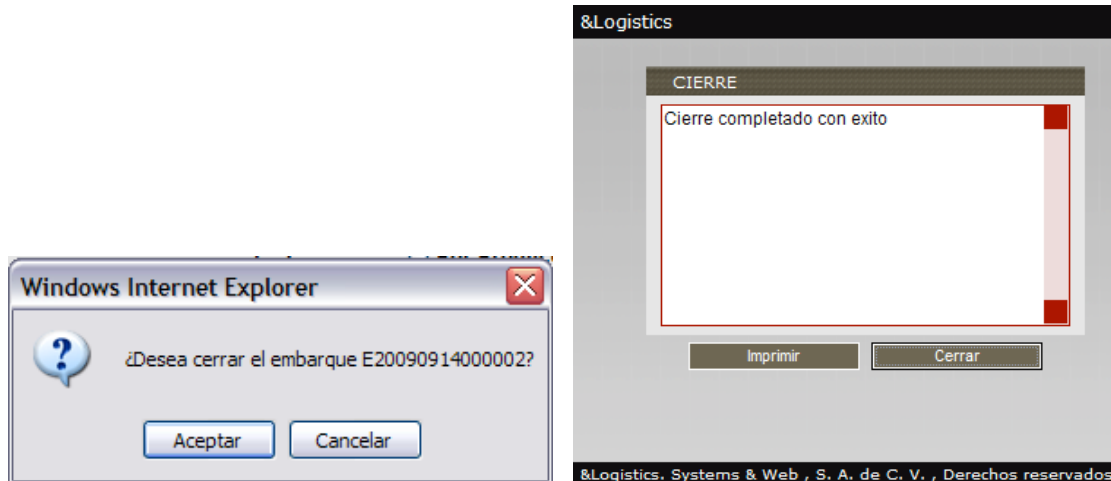 Windows Internet Explorer
¿Desea cerrar el embarque E20090914000002?
Aceptar
Cancelar
&Logistics
CIERRE
Cierre completado con exito
Imprimir
Cerrar
&Logistics. Systems & Web , S. A. de C. V. , Derechos reservados